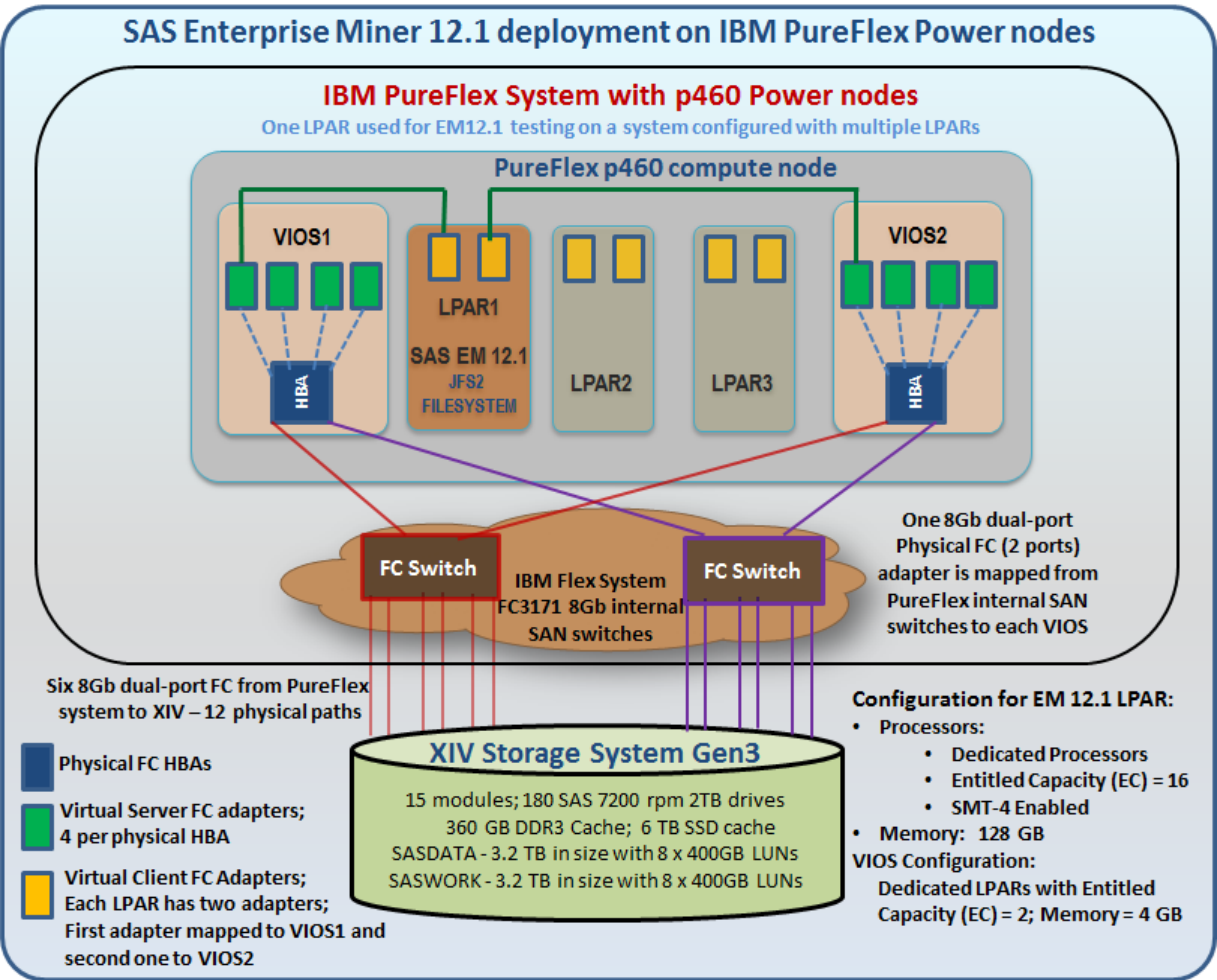 SAS Enterprise Miner 12.1 deployment on IBM PureFlex Power nodes
IBM PureFlex System with p460 Power nodes
One LPAR used for EM12.1 testing on a system configured with multiple LPARs
PureFlex p460 compute node
VIOS1
HBA
LPAR1
SAS EM 12.1
JFS2
FILESYSTEM
LPAR2
LPAR3
VIOS2
HBA
FC Switch
IBM Flex System
FC3171 8Gb internal
SAN switches
FC Switch
One 8Gb dual-port
Physical FC (2 ports)
adapter is mapped from
PureFlex internal SAN
switches to each VIOS
Six 8Gb dual-port FC from PureFlex
system to XIV – 12 physical paths
Physical FC HBAs
Virtual Server FC adapters;
4 per physical HBA
Virtual Client FC Adapters;
Each LPAR has two adapters;
First adapter mapped to VIOS1 and
second one to VIOS2
XIV Storage System Gen3
15 modules; 180 SAS 7200 rpm 2TB drives
360 GB DDR3 Cache; 6 TB SSD cache
SASDATA - 3.2 TB in size with 8 x 400GB LUNs
SASWORK - 3.2 TB in size with 8 x 400GB LUNs
Configuration for EM 12.1 LPAR:
• Processors:
• Dedicated Processors
• Entitled Capacity (EC) = 16
• SMT-4 Enabled
• Memory: 128 GB
VIOS Configuration:
Dedicated LPARs with Entitled
Capacity (EC) = 2; Memory = 4 GB